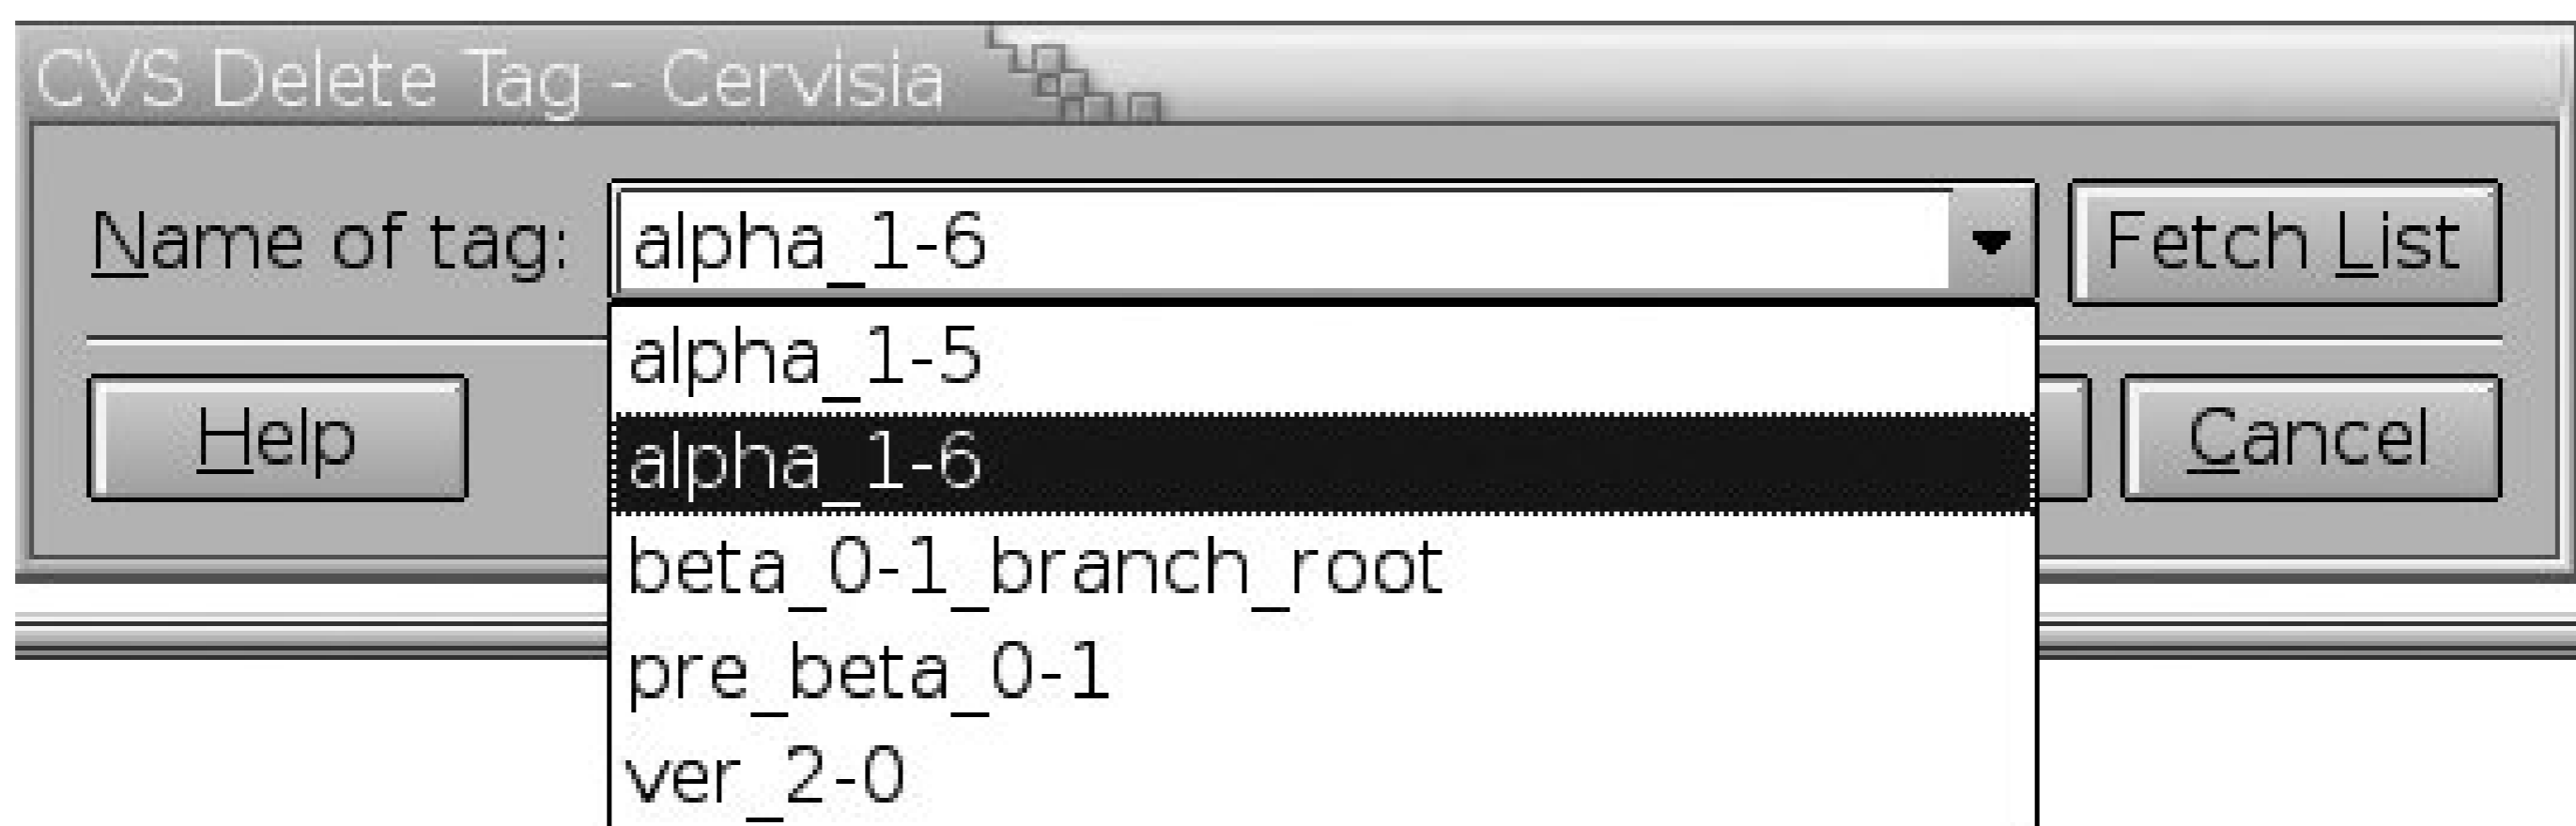 CVS Delete Tag - Cervisia
Name of tag: alpha_1-6 Fetch List
alpha_1-5
Help alpha_1-6 Cancel
beta_0-1_branch_root
pre_beta_0-1
ver_2-0